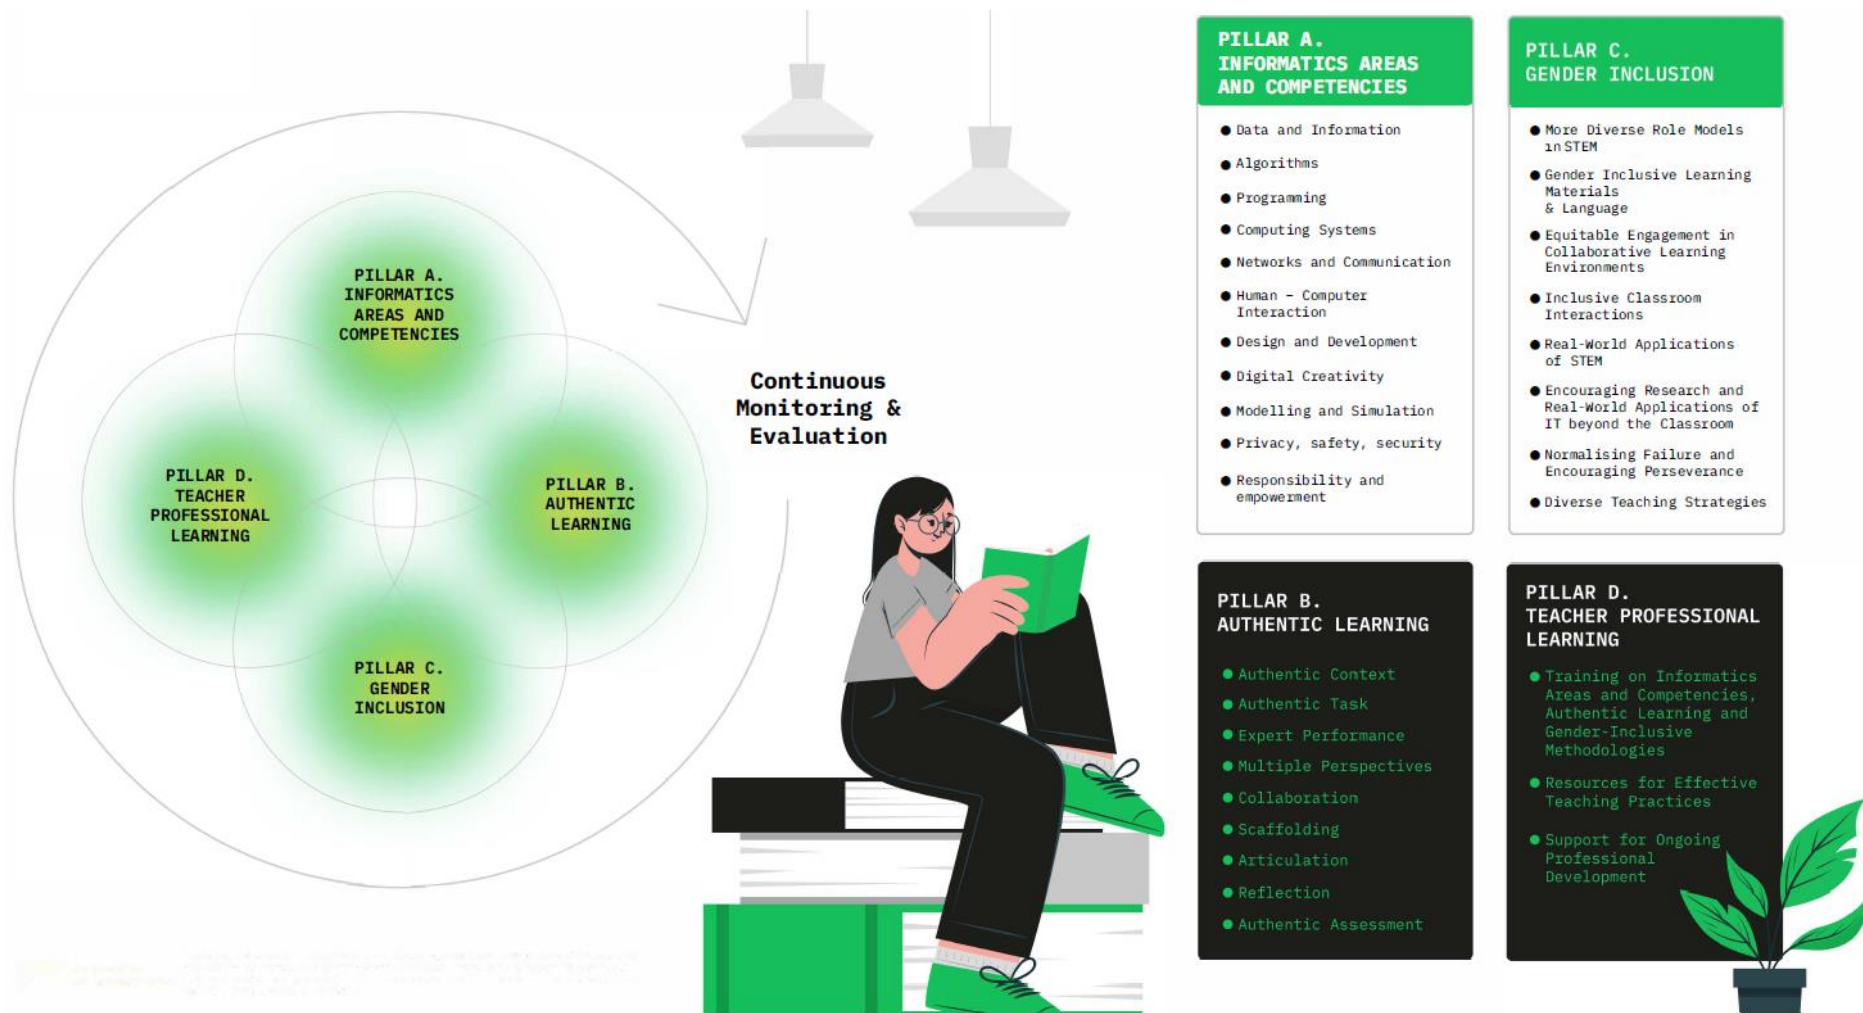 PILLAR A.
INFORMATICS
AREAS AND
COMPETENCIES
PILLAR D.
TEACHER
PROFESSIONAL
LEARNING
PILLAR B.
AUTHENTIC
LEARNING
PILLAR C.
GENDER
INCLUSION
Continuous
Monitoring &
Evaluation
PILLAR A.
INFORMATICS AREAS
AND COMPETENCIES
● Data and Information
● Algorithms
● Programming
● Computing Systems
● Networks and Communication
● Human – Computer
Interaction
● Design and Development
● Digital Creativity
● Modelling and Simulation
● Privacy, safety, security
● Responsibility and
empowerment
PILLAR C.
GENDER INCLUSION
● More Diverse Role Models
in STEM
● Gender Inclusive Learning
Materials
& Language
● Equitable Engagement in
Collaborative Learning
Environments
● Inclusive Classroom
Interactions
● Real-World Applications
of STEM
● Encouraging Research and
Real-World Applications of
IT beyond the Classroom
● Normalising Failure and
Encouraging Perseverance
● Diverse Teaching Strategies
PILLAR B.
AUTHENTIC LEARNING
● Authentic Context
● Authentic Task
● Expert Performance
● Multiple Perspectives
● Collaboration
● Scaffolding
● Articulation
● Reflection
● Authentic Assessment
PILLAR D.
TEACHER PROFESSIONAL
LEARNING
● Training on Informatics
Areas and Competencies,
Authentic Learning and
Gender-Inclusive
Methodologies
● Resources for Effective
Teaching Practices
● Support for Ongoing
Professional
Development